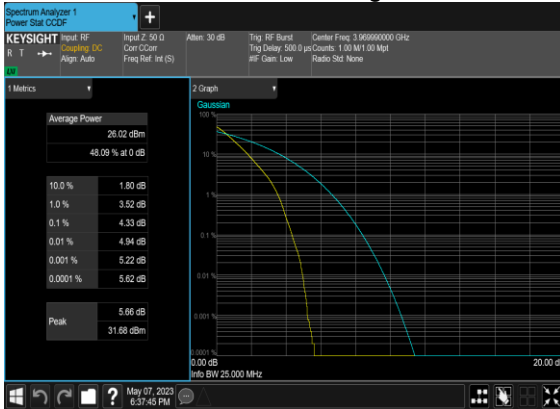 Spectrum Analyzer 1
Power Stat CCDF
KEYSIGHT
R T
Input: RF
Coupling: DC
Align: Auto
Input Z: 50 Ω
Corr CCorr
Freq Ref: Int (S)
Atten: 30 dB
Trig: RF Burst
Trig Delay: 500.0 µs
#IF Gain: Low
Center Freq: 3.969990000 GHz
Counts: 1.00 M/1.00 Mpt
Radio Std: None
1 Metrics
Average Power
26.02 dBm
48.09 % at 0 dB
10.0 % 1.80 dB
1.0 % 3.52 dB
0.1 % 4.33 dB
0.01 % 4.94 dB
0.001 % 5.22 dB
0.0001 % 5.62 dB
Peak
5.66 dB
31.68 dBm
2 Graph
Gaussian
100 %
10 %
1 %
0.1 %
0.01 %
0.001 %
0.0001 %
0.00 dB
20.00 d
Info BW 25.000 MHz
?
May 07, 2023
6:37:45 PM